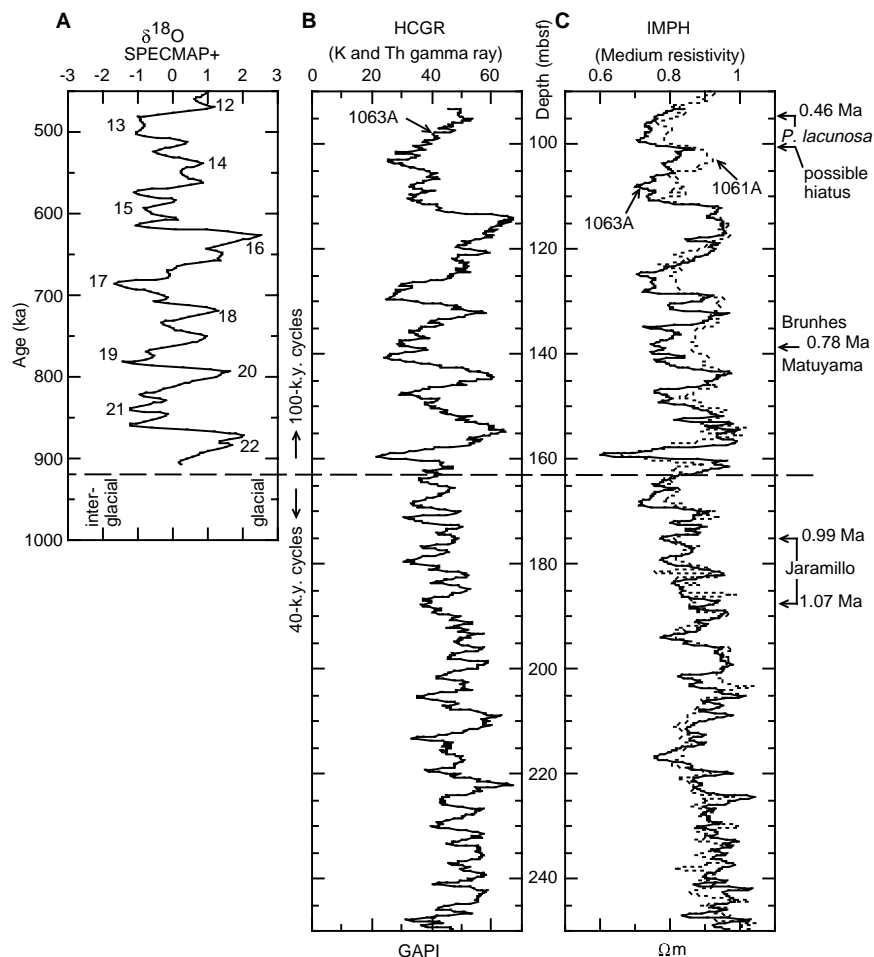 A
δ18O
SPECMAP+
-3 -2 -1 0 1 2 3
Age (ka)
500
600
700
800
900
1000
12
13
14
15
16
17
18
19
20
21
22
inter-
glacial
glacial
100-k.y. cycles
40-k.y. cycles
B
HCGR
(K and Th gamma ray)
0 20 40 60
1063A
GAPI
Depth (mbsf)
100
120
140
160
180
200
220
240
C
IMPH
(Medium resistivity)
0.6 0.8 1
1061A
1063A
Ωm
0.46 Ma
P. lacunosa
possible
hiatus
Brunhes
0.78 Ma
Matuyama
0.99 Ma
Jaramillo
1.07 Ma